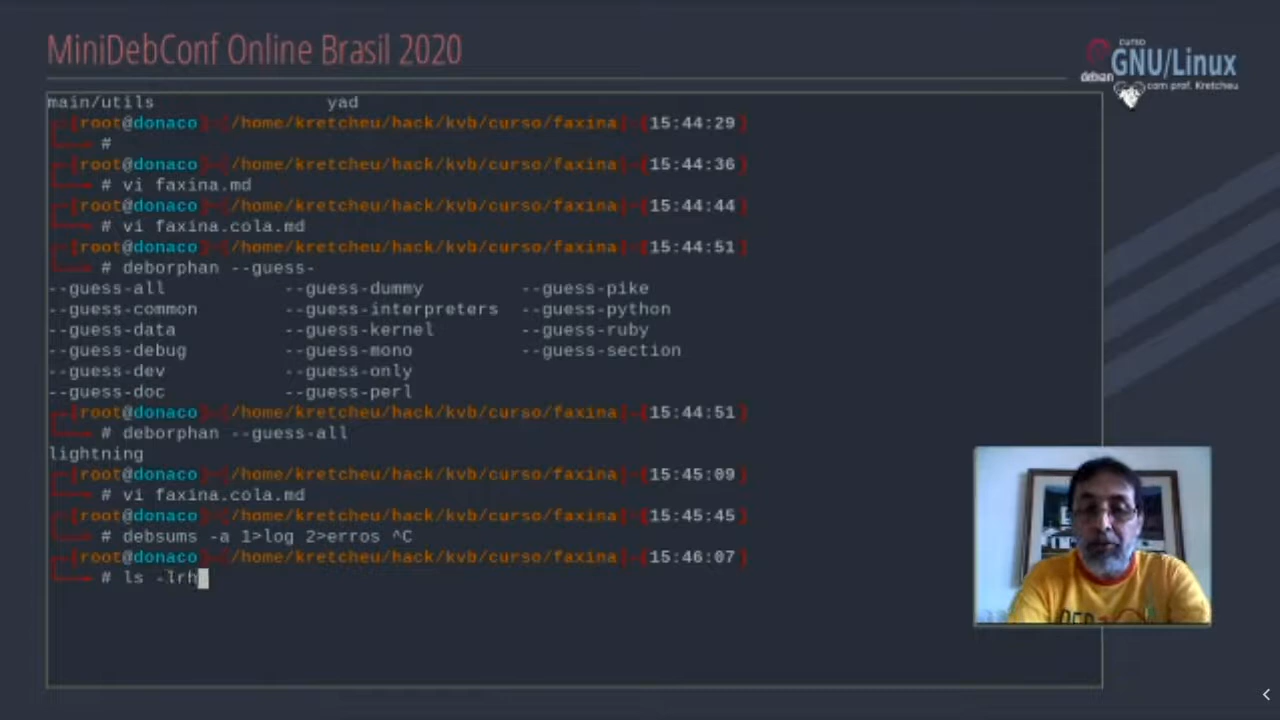 MiniDebConf Online Brasil 2020
curso
GNU/Linux
debian
com prof. Kretcheu
main/utils yad
[root@donaco]-[/home/kretcheu/hack/kvb/curso/faxina]-[15:44:29]
#
[root@donaco]-[/home/kretcheu/hack/kvb/curso/faxina]-[15:44:36]
# vi faxina.md
[root@donaco]-[/home/kretcheu/hack/kvb/curso/faxina]-[15:44:44]
# vi faxina.cola.md
[root@donaco]-[/home/kretcheu/hack/kvb/curso/faxina]-[15:44:51]
# deborphan --guess-
--guess-all --guess-dummy --guess-pike
--guess-common --guess-interpreters --guess-python
--guess-data --guess-kernel --guess-ruby
--guess-debug --guess-mono --guess-section
--guess-dev --guess-only
--guess-doc --guess-perl
[root@donaco]-[/home/kretcheu/hack/kvb/curso/faxina]-[15:44:51]
# deborphan --guess-all
lightning
[root@donaco]-[/home/kretcheu/hack/kvb/curso/faxina]-[15:45:09]
# vi faxina.cola.md
[root@donaco]-[/home/kretcheu/hack/kvb/curso/faxina]-[15:45:45]
# debsums -a 1>log 2>erros ^C
[root@donaco]-[/home/kretcheu/hack/kvb/curso/faxina]-[15:46:07]
# ls -lrh